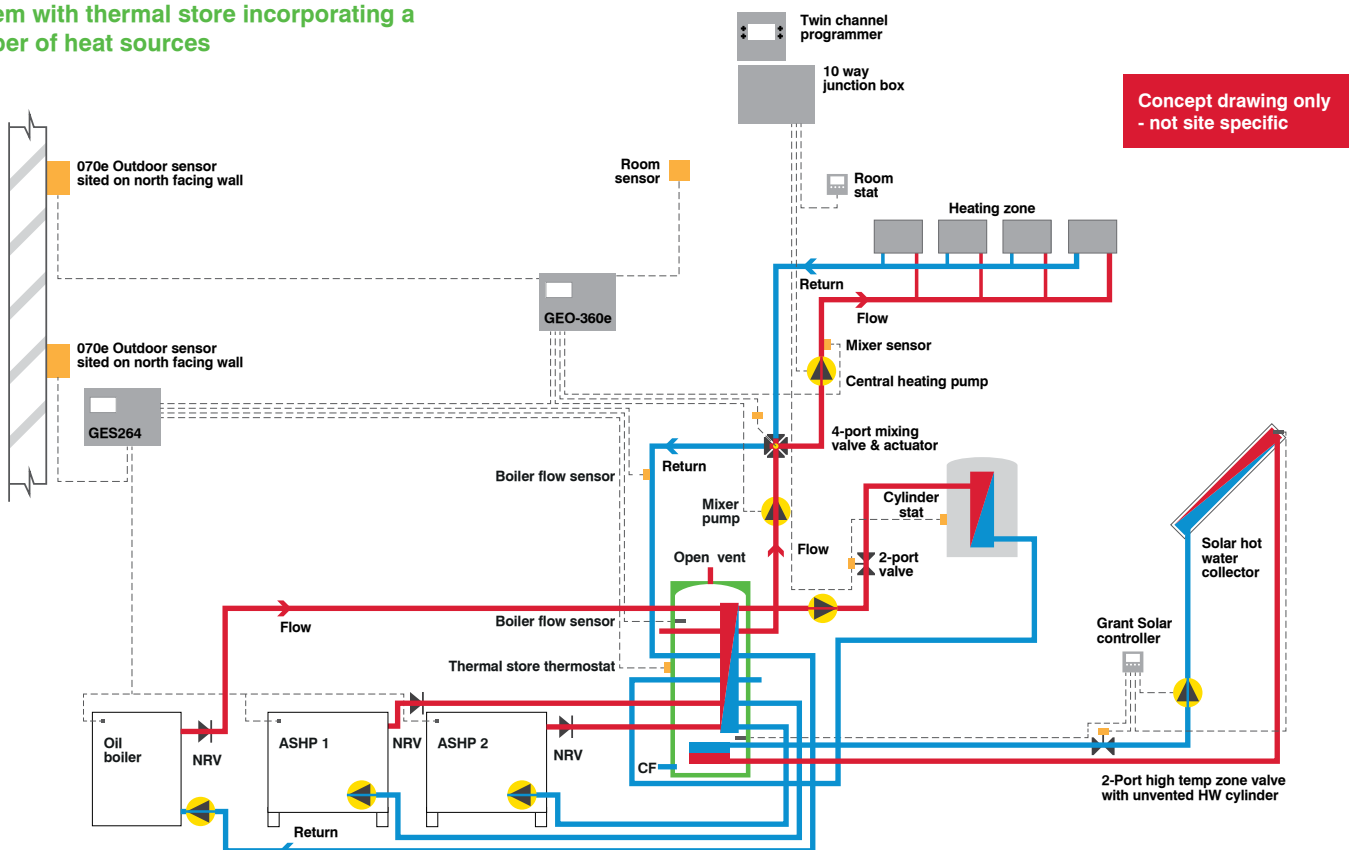 em with thermal store incorporating a
ber of heat sources
Twin channel
programmer
10 way
junction box
Concept drawing only
- not site specific
070e Outdoor sensor
sited on north facing wall
Room
sensor
Room
stat
Heating zone
Return
GEO-360e
Flow
070e Outdoor sensor
sited on north facing wall
Mixer sensor
Central heating pump
GES264
4-port mixing
valve & actuator
Return
Boiler flow sensor
Cylinder
stat
Mixer
pump
Flow
Open vent
2-port
valve
Solar hot
water
collector
Flow
Boiler flow sensor
Grant Solar
controller
Thermal store thermostat
Oil
boiler
NRV
ASHP 1
NRV
ASHP 2
NRV
CF
2-Port high temp zone valve
with unvented HW cylinder
Return